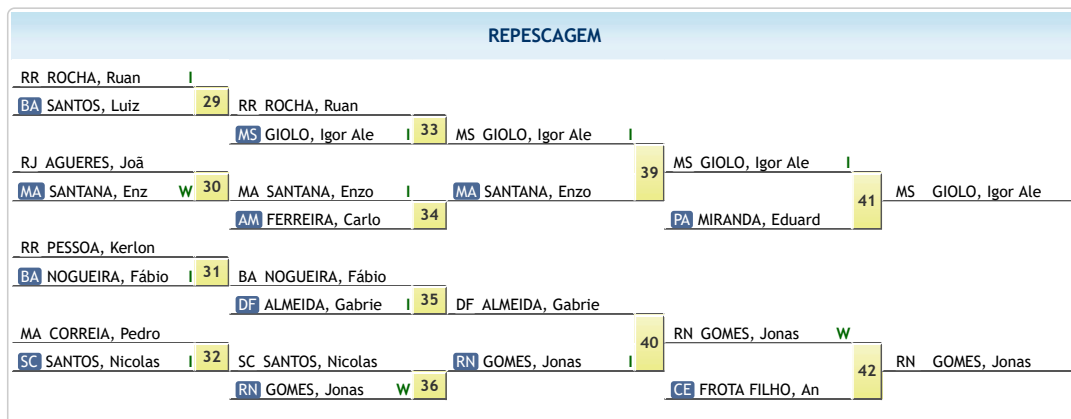 REPESCAGEM
RR ROCHA, Ruan I
BA SANTOS, Luiz 29 RR ROCHA, Ruan
MS GIOLO, Igor Ale I 33 MS GIOLO, Igor Ale I
RJ AGUERES, Joã 39 MS GIOLO, Igor Ale I
MA SANTANA, Enz W 30 MA SANTANA, Enzo I MA SANTANA, Enzo 41 MS GIOLO, Igor Ale
AM FERREIRA, Carlo 34 PA MIRANDA, Eduard
RR PESSOA, Kerlon
BA NOGUEIRA, Fábio I 31 BA NOGUEIRA, Fábio
DF ALMEIDA, Gabrie I 35 DF ALMEIDA, Gabrie
MA CORREIA, Pedro 40 RN GOMES, Jonas W
SC SANTOS, Nicolas I 32 SC SANTOS, Nicolas RN GOMES, Jonas I 42 RN GOMES, Jonas
RN GOMES, Jonas W 36 CE FROTA FILHO, An